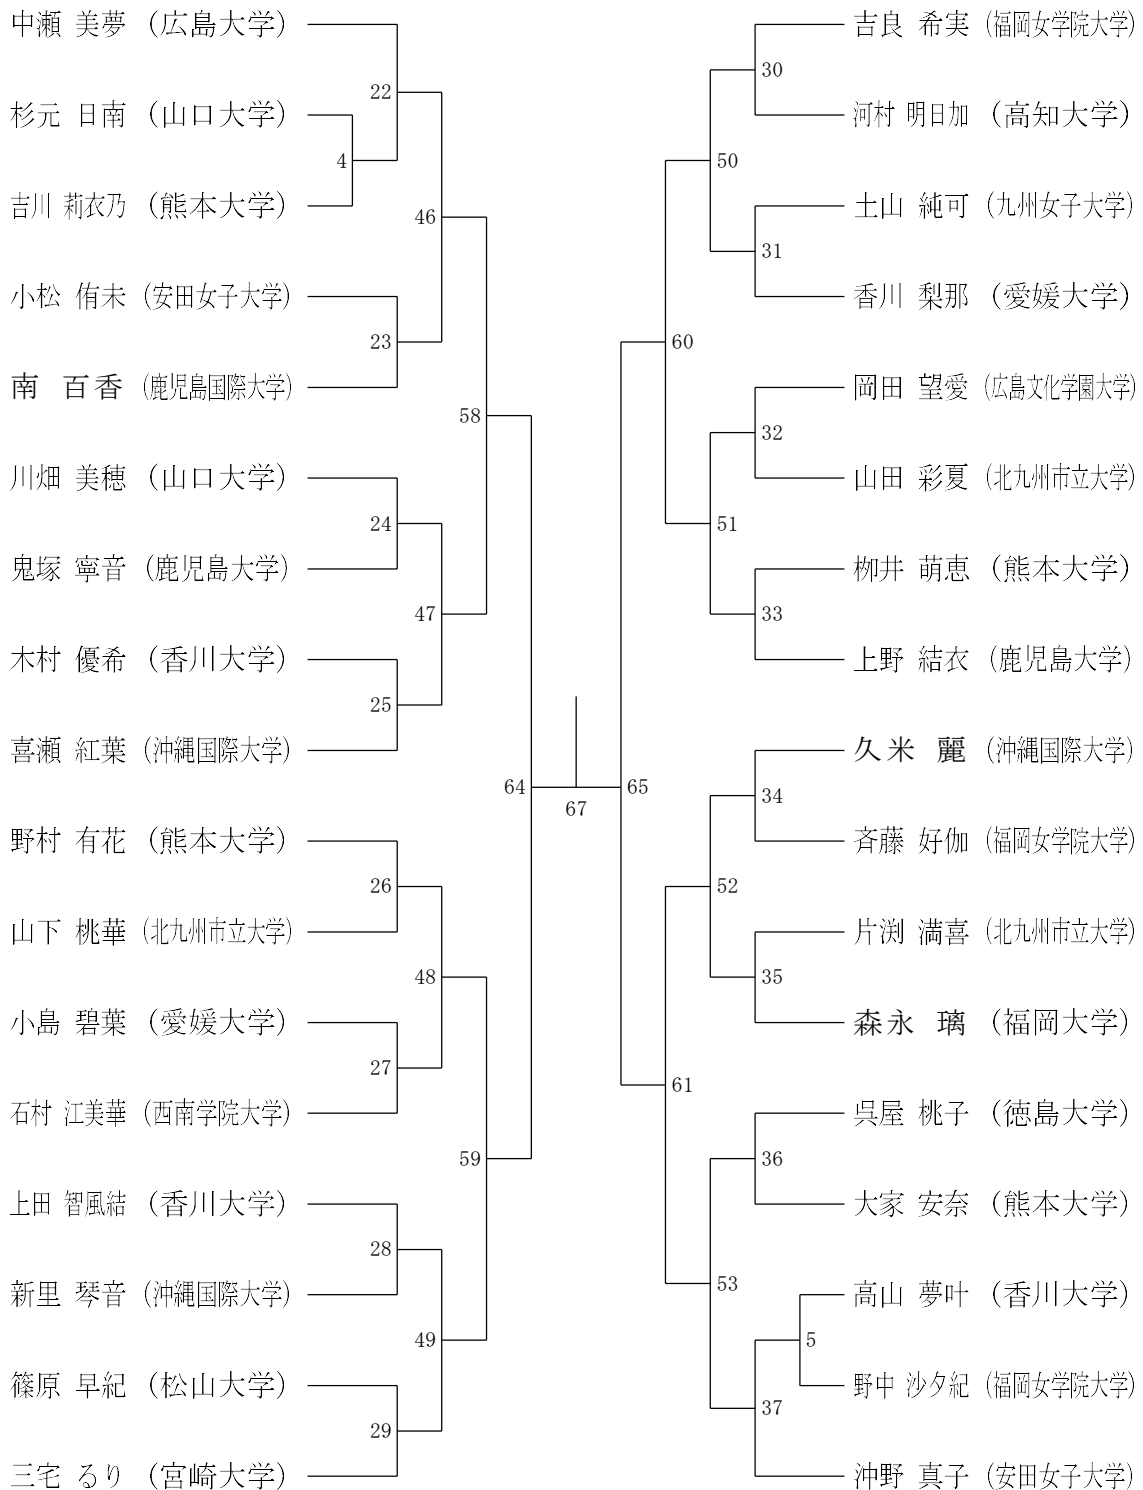 中瀬 美夢 (広島大学)
22
杉元 日南 (山口大学)
4
吉川 莉衣乃 (熊本大学)
46
小松 侑未 (安田女子大学)
23
南 百香 (鹿児島国際大学)
58
川畑 美穂 (山口大学)
24
鬼塚 寧音 (鹿児島大学)
47
木村 優希 (香川大学)
25
喜瀬 紅葉 (沖縄国際大学)
64
野村 有花 (熊本大学)
26
山下 桃華 (北九州市立大学)
48
小島 碧葉 (愛媛大学)
27
石村 江美華 (西南学院大学)
59
上田 智風結 (香川大学)
28
新里 琴音 (沖縄国際大学)
49
篠原 早紀 (松山大学)
29
三宅 るり (宮崎大学)
67
吉良 希実 (福岡女学院大学)
30
河村 明日加 (高知大学)
50
土山 純可 (九州女子大学)
31
香川 梨那 (愛媛大学)
60
岡田 望愛 (広島文化学園大学)
32
山田 彩夏 (北九州市立大学)
51
栁井 萌恵 (熊本大学)
33
上野 結衣 (鹿児島大学)
65
久米 麗 (沖縄国際大学)
34
斉藤 好伽 (福岡女学院大学)
52
片渕 満喜 (北九州市立大学)
35
森永 璃 (福岡大学)
61
呉屋 桃子 (徳島大学)
36
大家 安奈 (熊本大学)
53
高山 夢叶 (香川大学)
5
野中 沙夕紀 (福岡女学院大学)
37
沖野 真子 (安田女子大学)